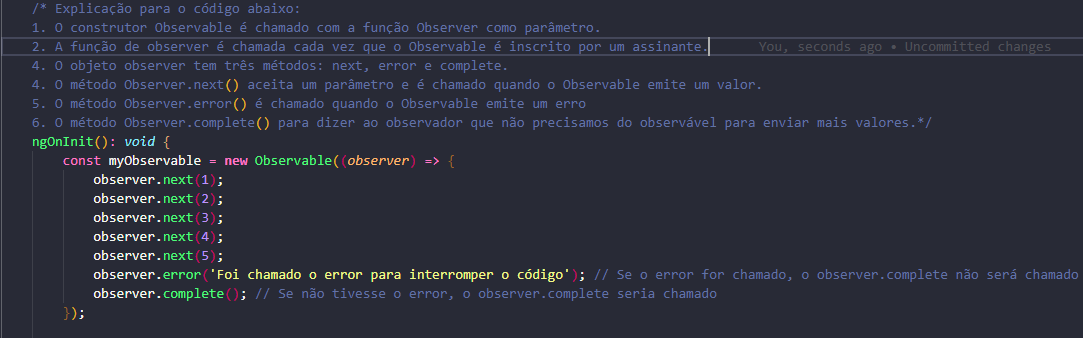 /* Explicação para o código abaixo:
1. O construtor Observable é chamado com a função Observer como parâmetro.
2. A função de observer é chamada cada vez que o Observable é inscrito por um assinante. You, seconds ago • Uncommitted changes
4. O objeto observer tem três métodos: next, error e complete.
4. O método Observer.next() aceita um parâmetro e é chamado quando o Observable emite um valor.
5. O método Observer.error() é chamado quando o Observable emite um erro
6. O método Observer.complete() para dizer ao observador que não precisamos do observável para enviar mais valores.*/
ngOnInit(): void {
const myObservable = new Observable((observer) => {
observer.next(1);
observer.next(2);
observer.next(3);
observer.next(4);
observer.next(5);
observer.error('Foi chamado o error para interromper o código'); // Se o error for chamado, o observer.complete não será chamado
observer.complete(); // Se não tivesse o error, o observer.complete seria chamado
});